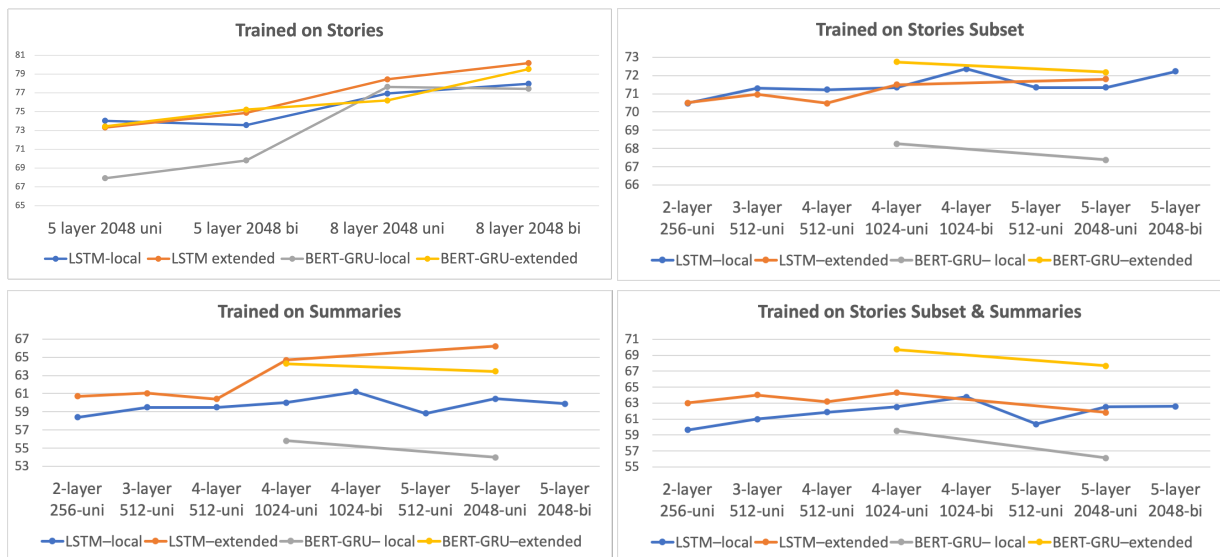 Trained on Stories
81
79
77
75
73
71
69
67
65
5 layer 2048 uni 5 layer 2048 bi 8 layer 2048 uni 8 layer 2048 bi
LSTM-local LSTM extended BERT-GRU-local BERT-GRU-extended
Trained on Stories Subset
73
72
71
70
69
68
67
66
2-layer 3-layer 4-layer 4-layer 4-layer 5-layer 5-layer 5-layer
256-uni 512-uni 512-uni 1024-uni 1024-bi 512-uni 2048-uni 2048-bi
LSTM–local LSTM–extended BERT-GRU– local BERT-GRU–extended
Trained on Summaries
67
65
63
61
59
57
55
53
2-layer 3-layer 4-layer 4-layer 4-layer 5-layer 5-layer 5-layer
256-uni 512-uni 512-uni 1024-uni 1024-bi 512-uni 2048-uni 2048-bi
LSTM–local LSTM–extended BERT-GRU– local BERT-GRU–extended
Trained on Stories Subset & Summaries
71
69
67
65
63
61
59
57
55
2-layer 3-layer 4-layer 4-layer 4-layer 5-layer 5-layer 5-layer
256-uni 512-uni 512-uni 1024-uni 1024-bi 512-uni 2048-uni 2048-bi
LSTM–local LSTM–extended BERT-GRU– local BERT-GRU–extended